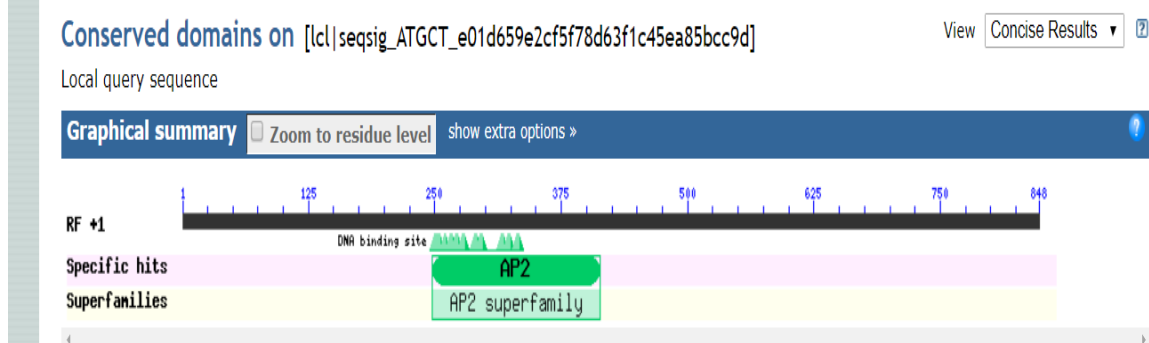 Conserved domains on [lcl|seqsig_ATGCT_e01d659e2cf5f78d63f1c45ea85bcc9d]
View Concise Results ▼ ?
Local query sequence
Graphical summary Zoom to residue level show extra options » ?
1 125 250 375 500 625 750 848
RF +1
DNA binding site
Specific hits AP2
Superfamilies AP2 superfamily